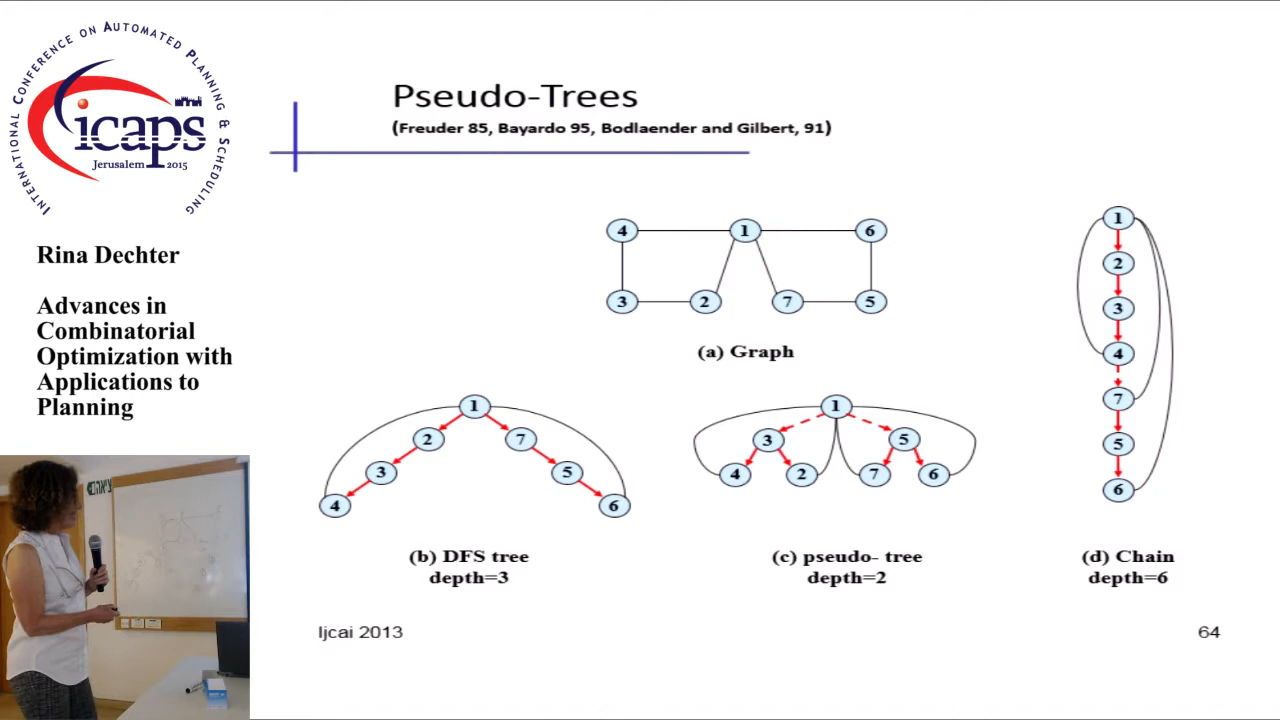 INTERNATIONAL CONFERENCE ON AUTOMATED PLANNING & SCHEDULING
icaps
Jerusalem 2015
Rina Dechter
Advances in
Combinatorial
Optimization with
Applications to
Planning
Pseudo-Trees
(Freuder 85, Bayardo 95, Bodlaender and Gilbert, 91)
4 1 6
3 2 7 5
(a) Graph
1
2 7
3 5
4 6
(b) DFS tree
depth=3
1
3 5
4 2 7 6
(c) pseudo- tree
depth=2
1
2
3
4
7
5
6
(d) Chain
depth=6
Ijcai 2013
64